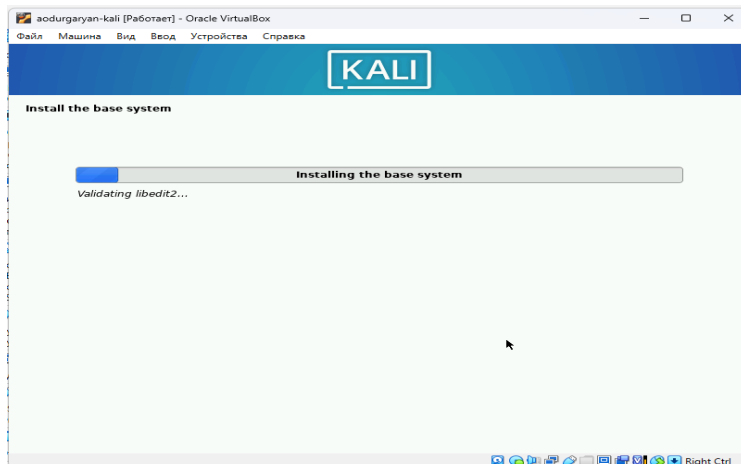 aodurgaryan-kali [Работает] - Oracle VirtualBox
Файл Машина Вид Ввод Устройства Справка
KALI
Install the base system
Installing the base system
Validating libedit2...
Right Ctrl